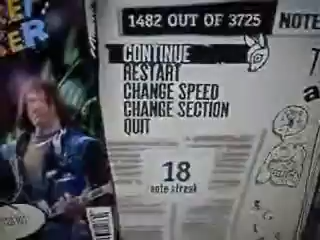 1482 OUT OF 3725 NOTE
CONTINUE
RESTART
CHANGE SPEED
CHANGE SECTION
QUIT
18
note streak